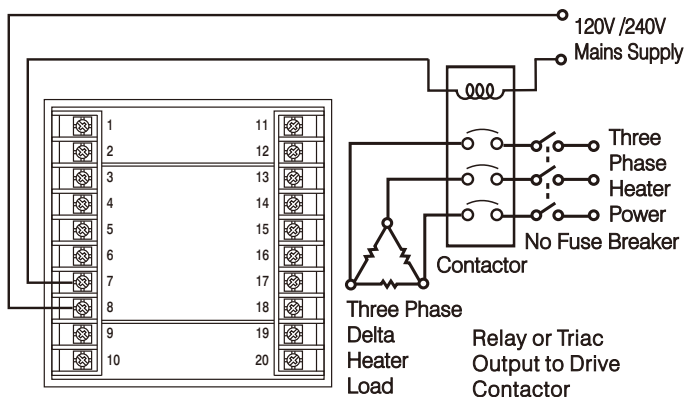 120V /240V
Mains Supply
1
2
3
4
5
6
7
8
9
10
11
12
13
14
15
16
17
18
19
20
Three
Phase
Heater
Power
No Fuse Breaker
Contactor
Three Phase
Delta
Heater
Load
Relay or Triac
Output to Drive
Contactor